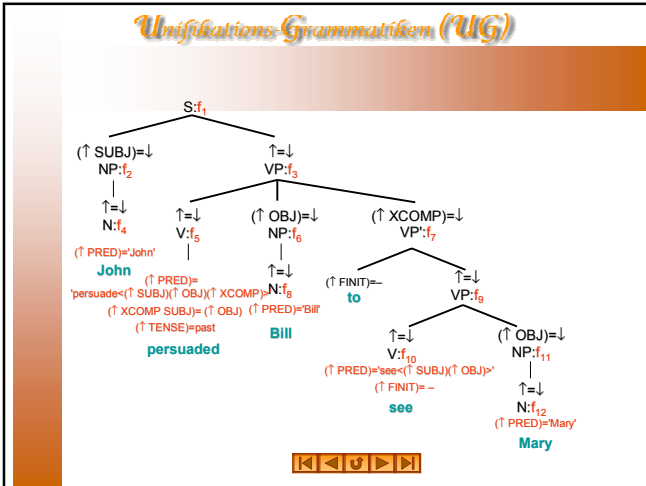 Unifikations-Grammatiken (UG)
S:f1
(↑ SUBJ)=↓ ↑=↓
NP:f2 VP:f3
↑=↓ ↑=↓ (↑ OBJ)=↓ (↑ XCOMP)=↓
N:f4 V:f5 NP:f6 VP':f7
(↑ PRED)='John'
John
(↑ PRED)=
'persuade<(↑ SUBJ)(↑ OBJ)(↑ XCOMP)>
(↑ XCOMP SUBJ)= (↑ OBJ)
(↑ TENSE)=past
persuaded
↑=↓
N:f8
(↑ PRED)='Bill'
Bill
(↑ FINIT)=–
to
↑=↓
VP:f9
↑=↓
V:f10
(↑ PRED)='see<(↑ SUBJ)(↑ OBJ)>'
(↑ FINIT)= –
see
(↑ OBJ)=↓
NP:f11
↑=↓
N:f12
(↑ PRED)='Mary'
Mary